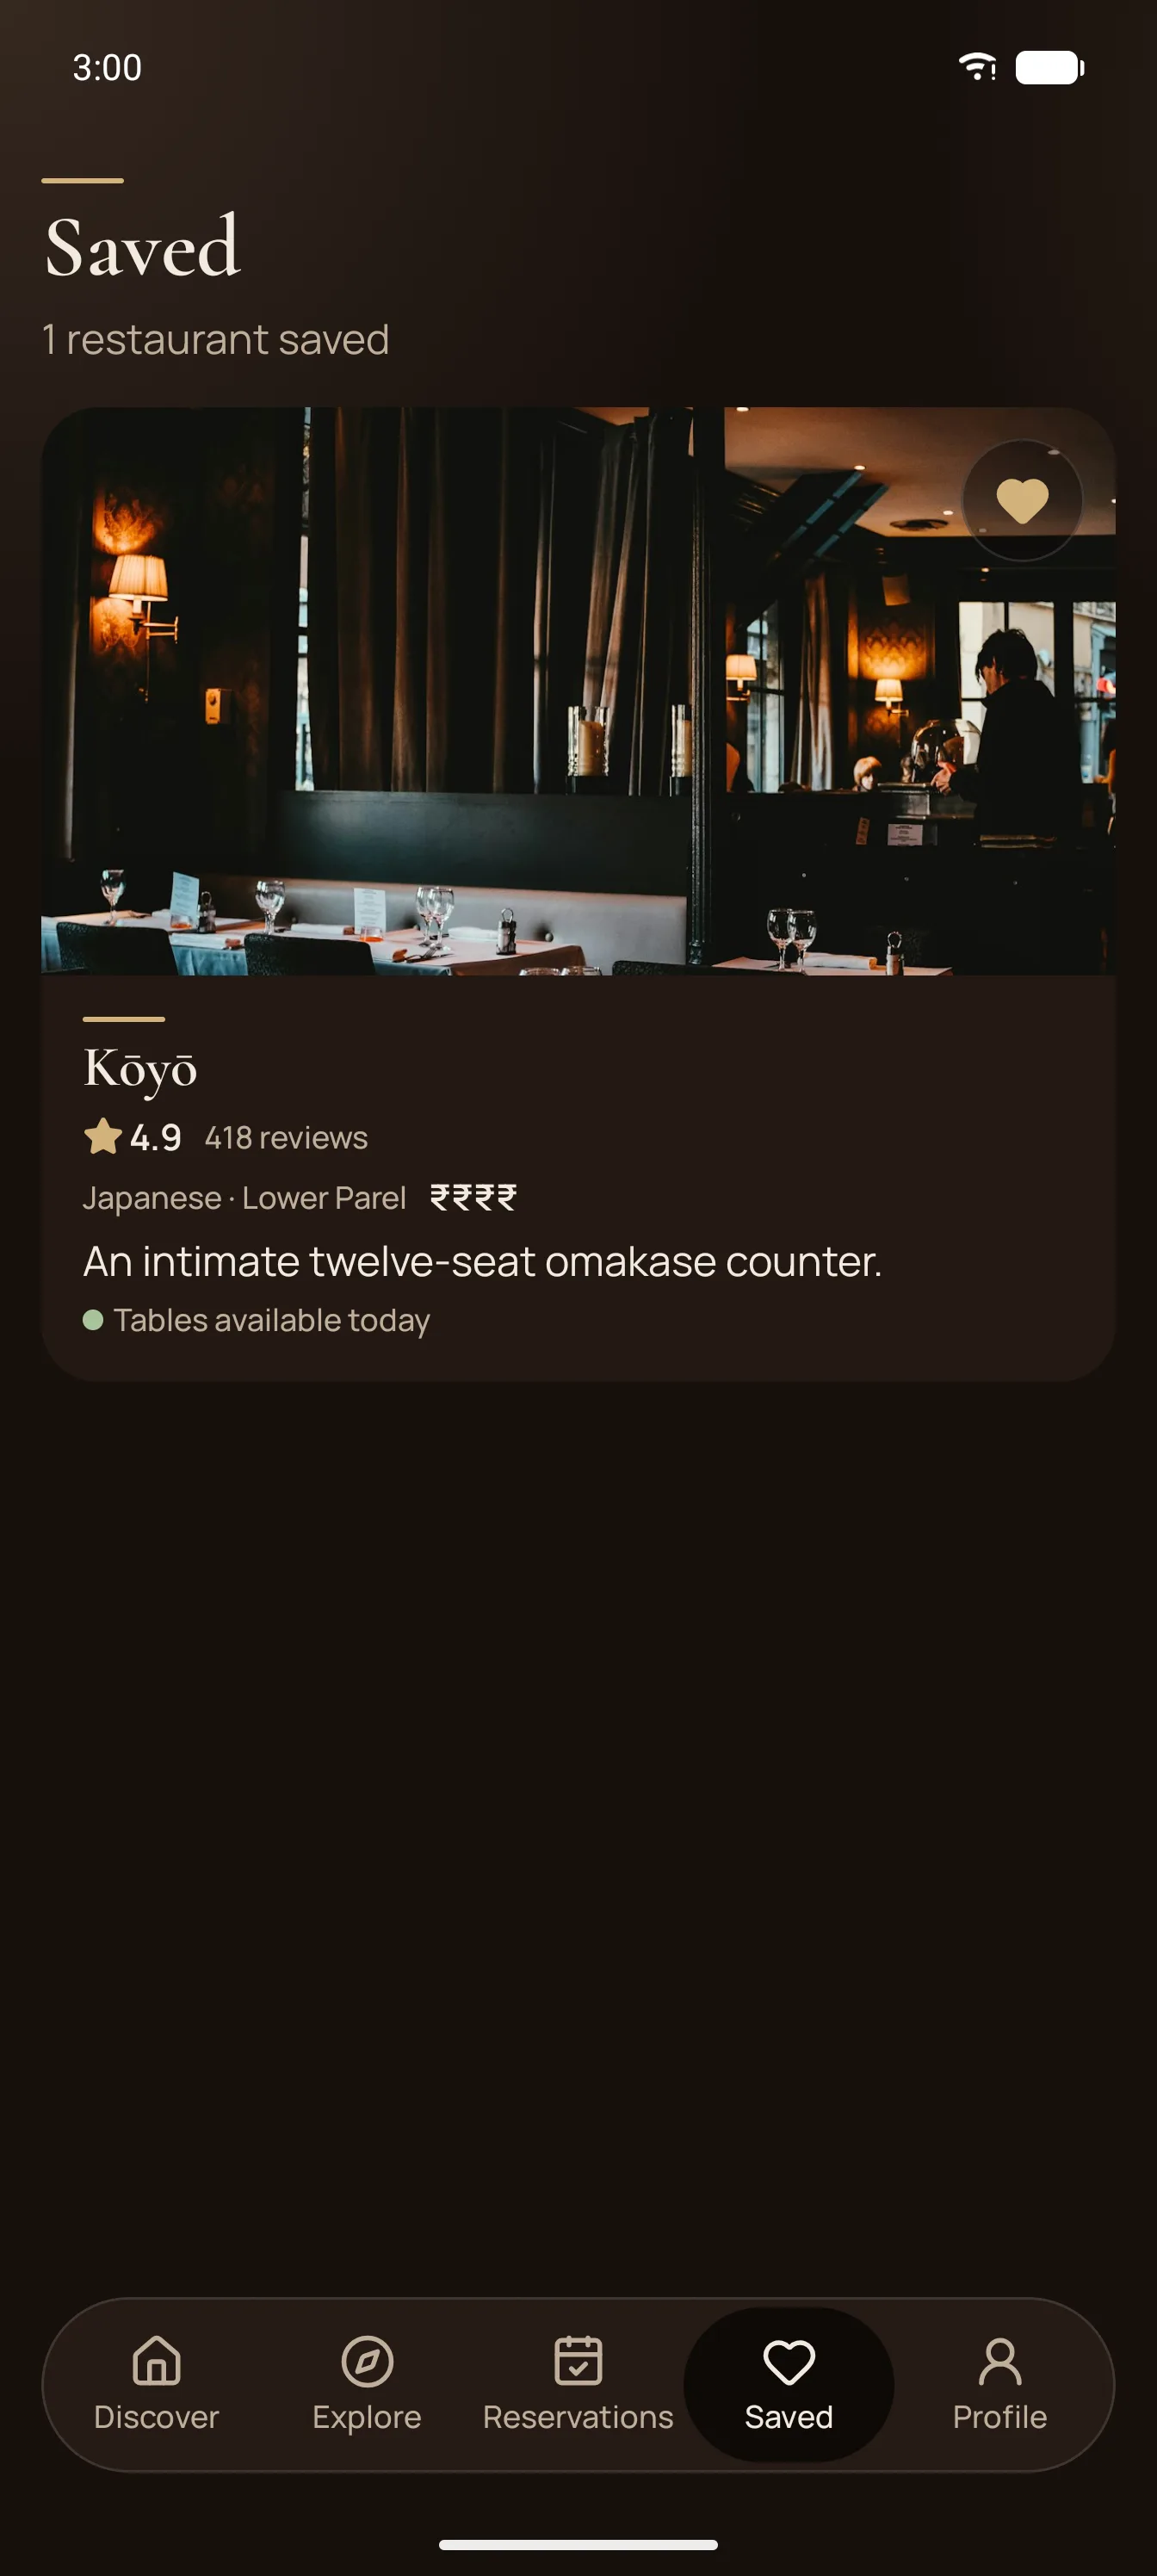 3:00
Saved
1 restaurant saved
Kōyō
4.9 418 reviews
Japanese · Lower Parel ₹₹₹₹
An intimate twelve-seat omakase counter.
Tables available today
Discover Explore Reservations Saved Profile